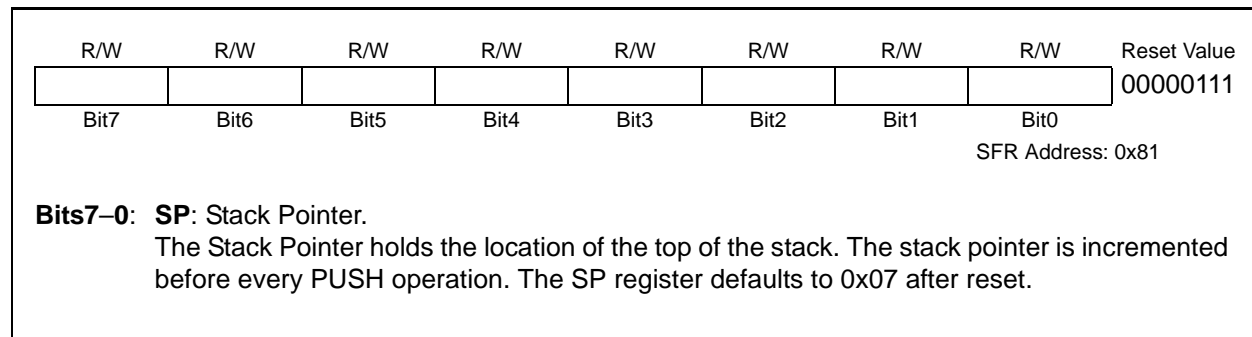 R/W R/W R/W R/W R/W R/W R/W R/W Reset Value
00000111
Bit7 Bit6 Bit5 Bit4 Bit3 Bit2 Bit1 Bit0
SFR Address: 0x81
Bits7–0: SP: Stack Pointer.
The Stack Pointer holds the location of the top of the stack. The stack pointer is incremented
before every PUSH operation. The SP register defaults to 0x07 after reset.